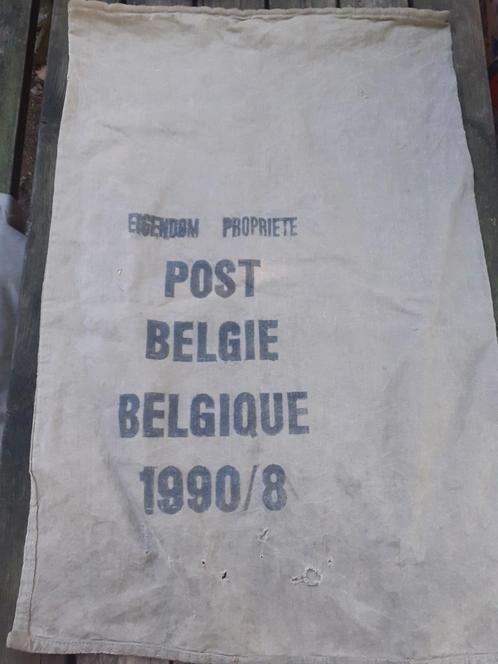 EIGENDOM PROPRIETE
POST
BELGIE
BELGIQUE
1990/8